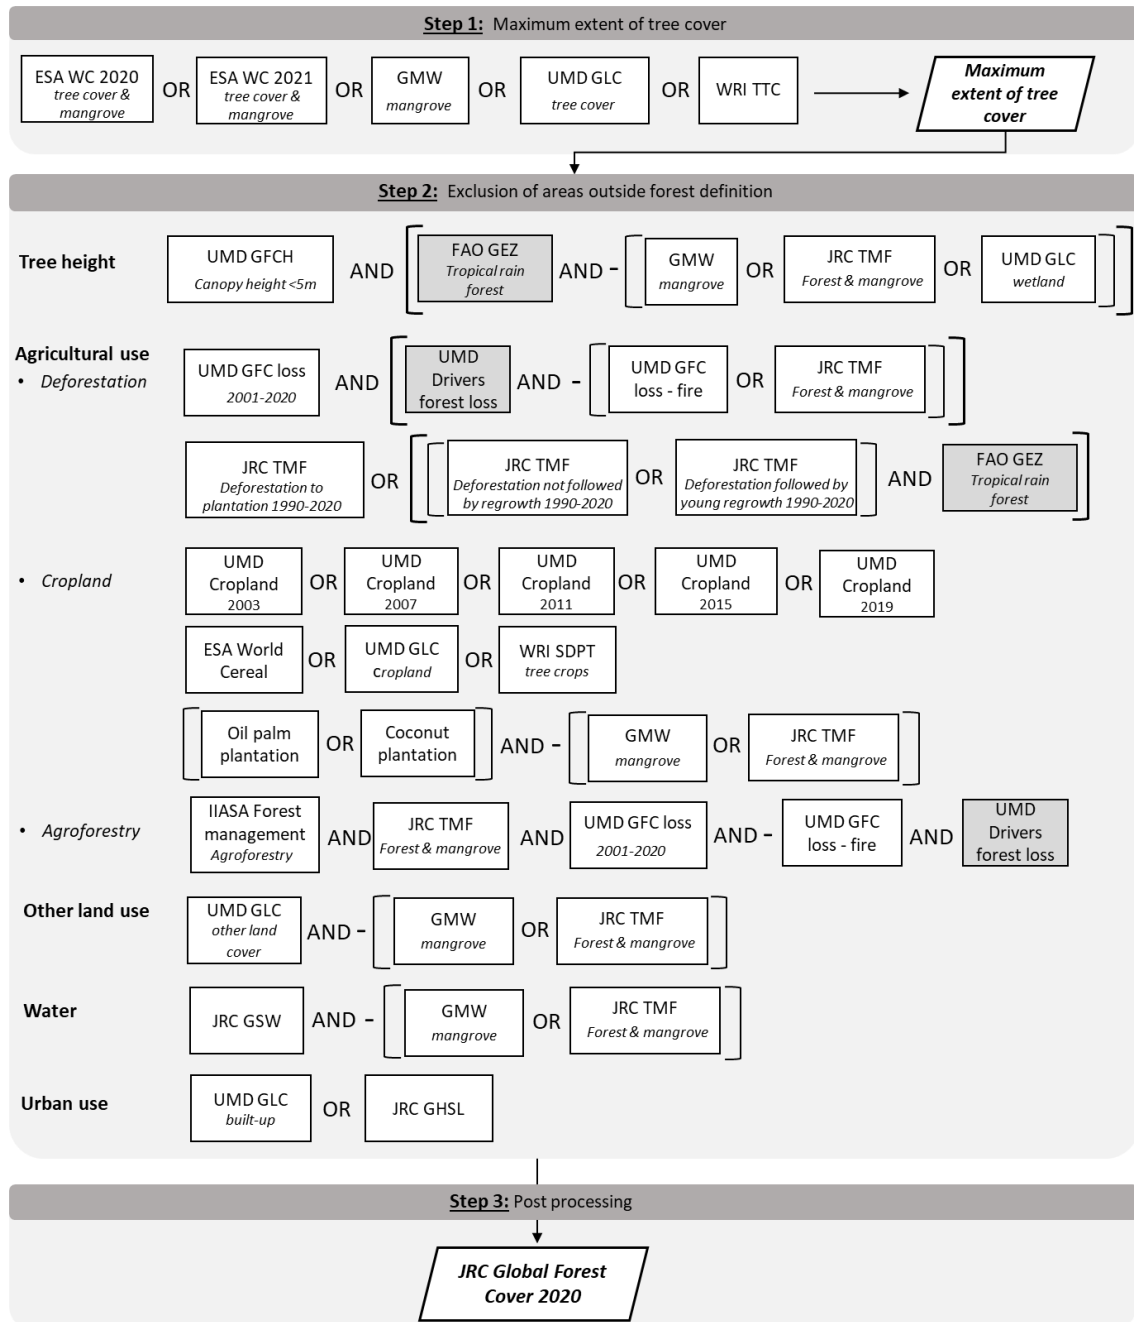 Step 1: Maximum extent of tree cover
ESA WC 2020
tree cover &
mangrove
OR
ESA WC 2021
tree cover &
mangrove
OR
GMW
mangrove
OR
UMD GLC
tree cover
OR
WRI TTC
Maximum
extent of tree
cover
Step 2: Exclusion of areas outside forest definition
Tree height
UMD GFCH
Canopy height <5m
AND
FAO GEZ
Tropical rain
forest
AND -
GMW
mangrove
OR
JRC TMF
Forest & mangrove
OR
UMD GLC
wetland
Agricultural use
• Deforestation
UMD GFC loss
2001-2020
AND
UMD
Drivers
forest loss
AND -
UMD GFC
loss - fire
OR
JRC TMF
Forest & mangrove
JRC TMF
Deforestation to
plantation 1990-2020
OR
JRC TMF
Deforestation not followed
by regrowth 1990-2020
OR
JRC TMF
Deforestation followed by
young regrowth 1990-2020
AND
FAO GEZ
Tropical rain
forest
• Cropland
UMD
Cropland
2003
OR
UMD
Cropland
2007
OR
UMD
Cropland
2011
OR
UMD
Cropland
2015
OR
UMD
Cropland
2019
ESA World
Cereal
OR
UMD GLC
cropland
OR
WRI SDPT
tree crops
Oil palm
plantation
OR
Coconut
plantation
AND -
GMW
mangrove
OR
JRC TMF
Forest & mangrove
• Agroforestry
IIASA Forest
management
Agroforestry
AND
JRC TMF
Forest & mangrove
AND
UMD GFC loss
2001-2020
AND -
UMD GFC
loss - fire
AND
UMD
Drivers
forest loss
Other land use
UMD GLC
other land
cover
AND -
GMW
mangrove
OR
JRC TMF
Forest & mangrove
Water
JRC GSW
AND -
GMW
mangrove
OR
JRC TMF
Forest & mangrove
Urban use
UMD GLC
built-up
OR
JRC GHSL
Step 3: Post processing
JRC Global Forest
Cover 2020